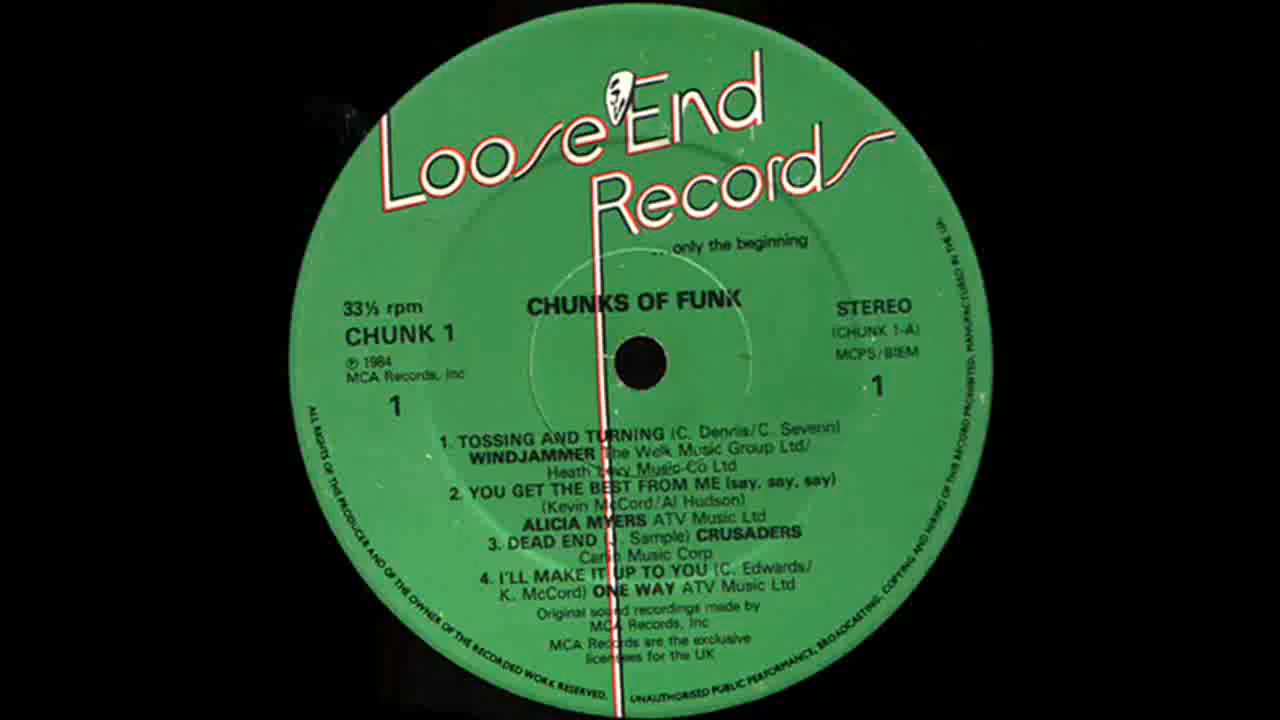 Loose End
Records
... only the beginning
33⅓ rpm
CHUNKS OF FUNK
STEREO
CHUNK 1
(CHUNK 1-A)
℗ 1984
MCPS/BIEM
MCA Records, Inc
1
1
1. TOSSING AND TURNING (C. Dennis/C. Severin)
WINDJAMMER The Welk Music Group Ltd/
Heath Levy Music Co Ltd
2. YOU GET THE BEST FROM ME (say, say, say)
(Kevin McCord/Al Hudson)
ALICIA MYERS ATV Music Ltd
3. DEAD END (J. Sample) CRUSADERS
Carlin Music Corp
4. I'LL MAKE IT UP TO YOU (C. Edwards/
K. McCord) ONE WAY ATV Music Ltd
Original sound recordings made by
MCA Records, Inc
MCA Records are the exclusive
licensees for the UK
ALL RIGHTS OF THE PRODUCER AND OF THE OWNER OF THE RECORDED WORK RESERVED.
UNAUTHORISED PUBLIC PERFORMANCE, BROADCASTING, COPYING AND HIRING OF THIS RECORD PROHIBITED. MANUFACTURED IN THE UK.